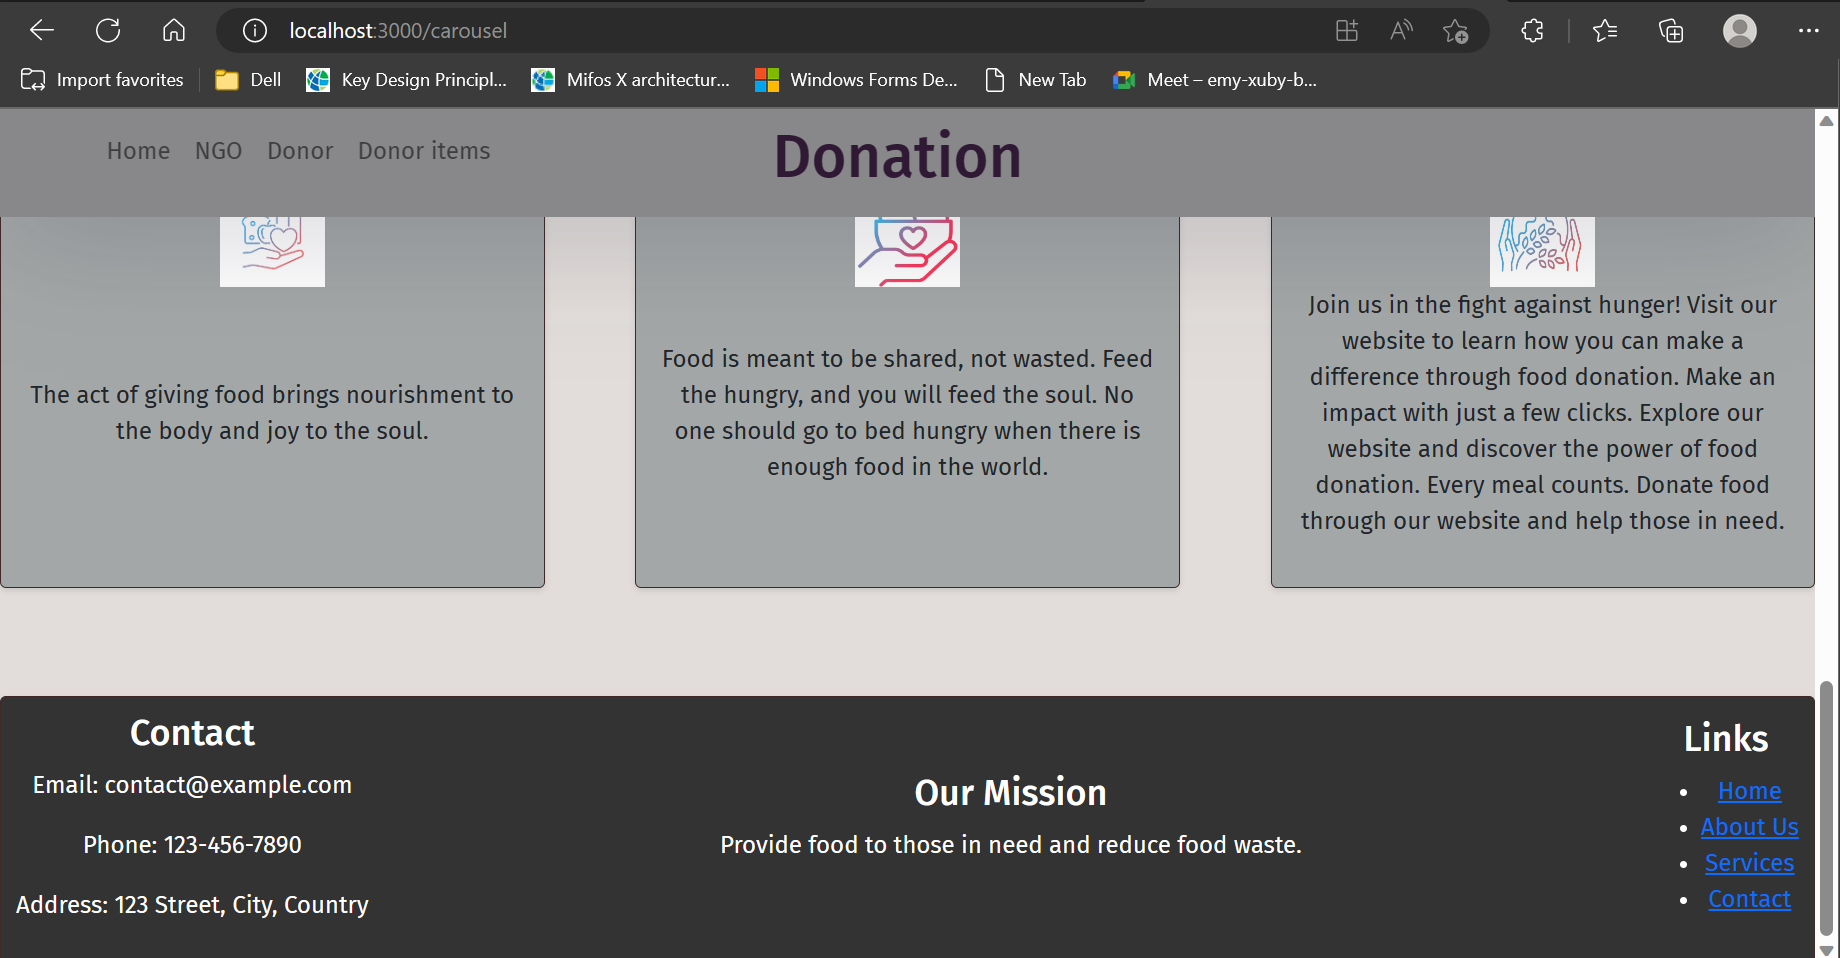 localhost:3000/carousel
Import favorites
Dell
Key Design Principl...
Mifos X architectur...
Windows Forms De...
New Tab
Meet – emy-xuby-b...
Home
NGO
Donor
Donor items
Donation
The act of giving food brings nourishment to
the body and joy to the soul.
Food is meant to be shared, not wasted. Feed
the hungry, and you will feed the soul. No
one should go to bed hungry when there is
enough food in the world.
Join us in the fight against hunger! Visit our
website to learn how you can make a
difference through food donation. Make an
impact with just a few clicks. Explore our
website and discover the power of food
donation. Every meal counts. Donate food
through our website and help those in need.
Contact
Email: contact@example.com
Phone: 123-456-7890
Address: 123 Street, City, Country
Our Mission
Provide food to those in need and reduce food waste.
Links
Home
About Us
Services
Contact